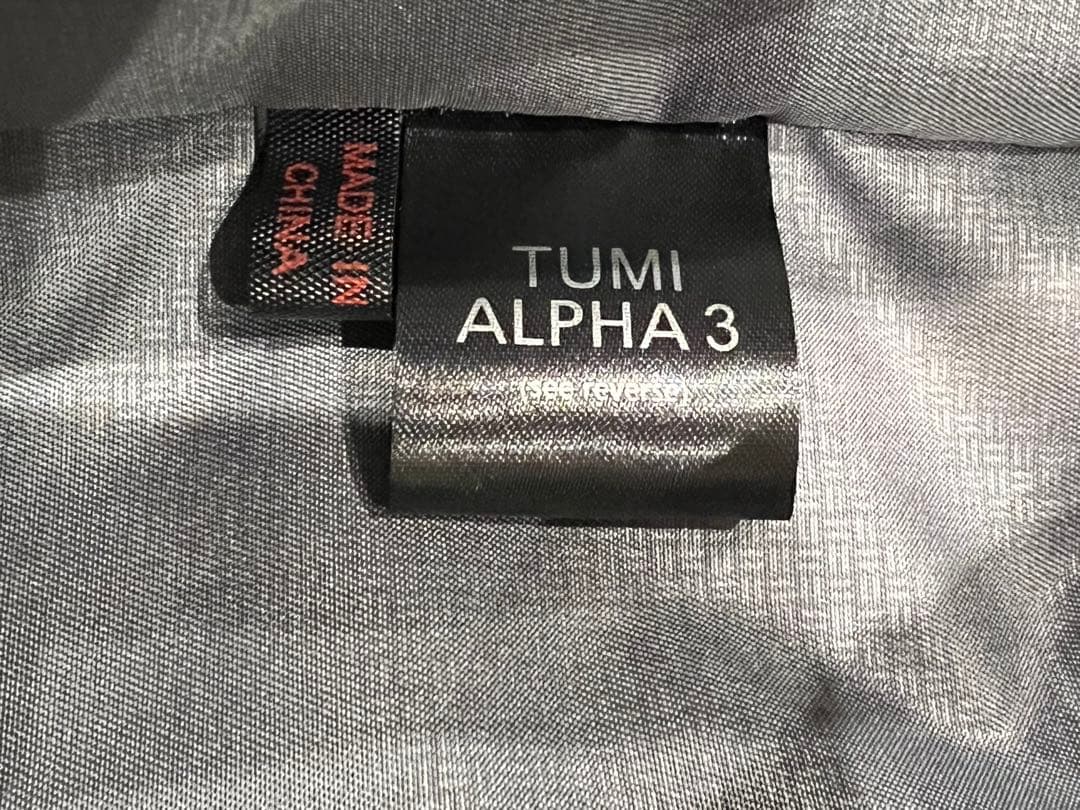 MADE IN
CHINA
TUMI
ALPHA 3
(see reverse)